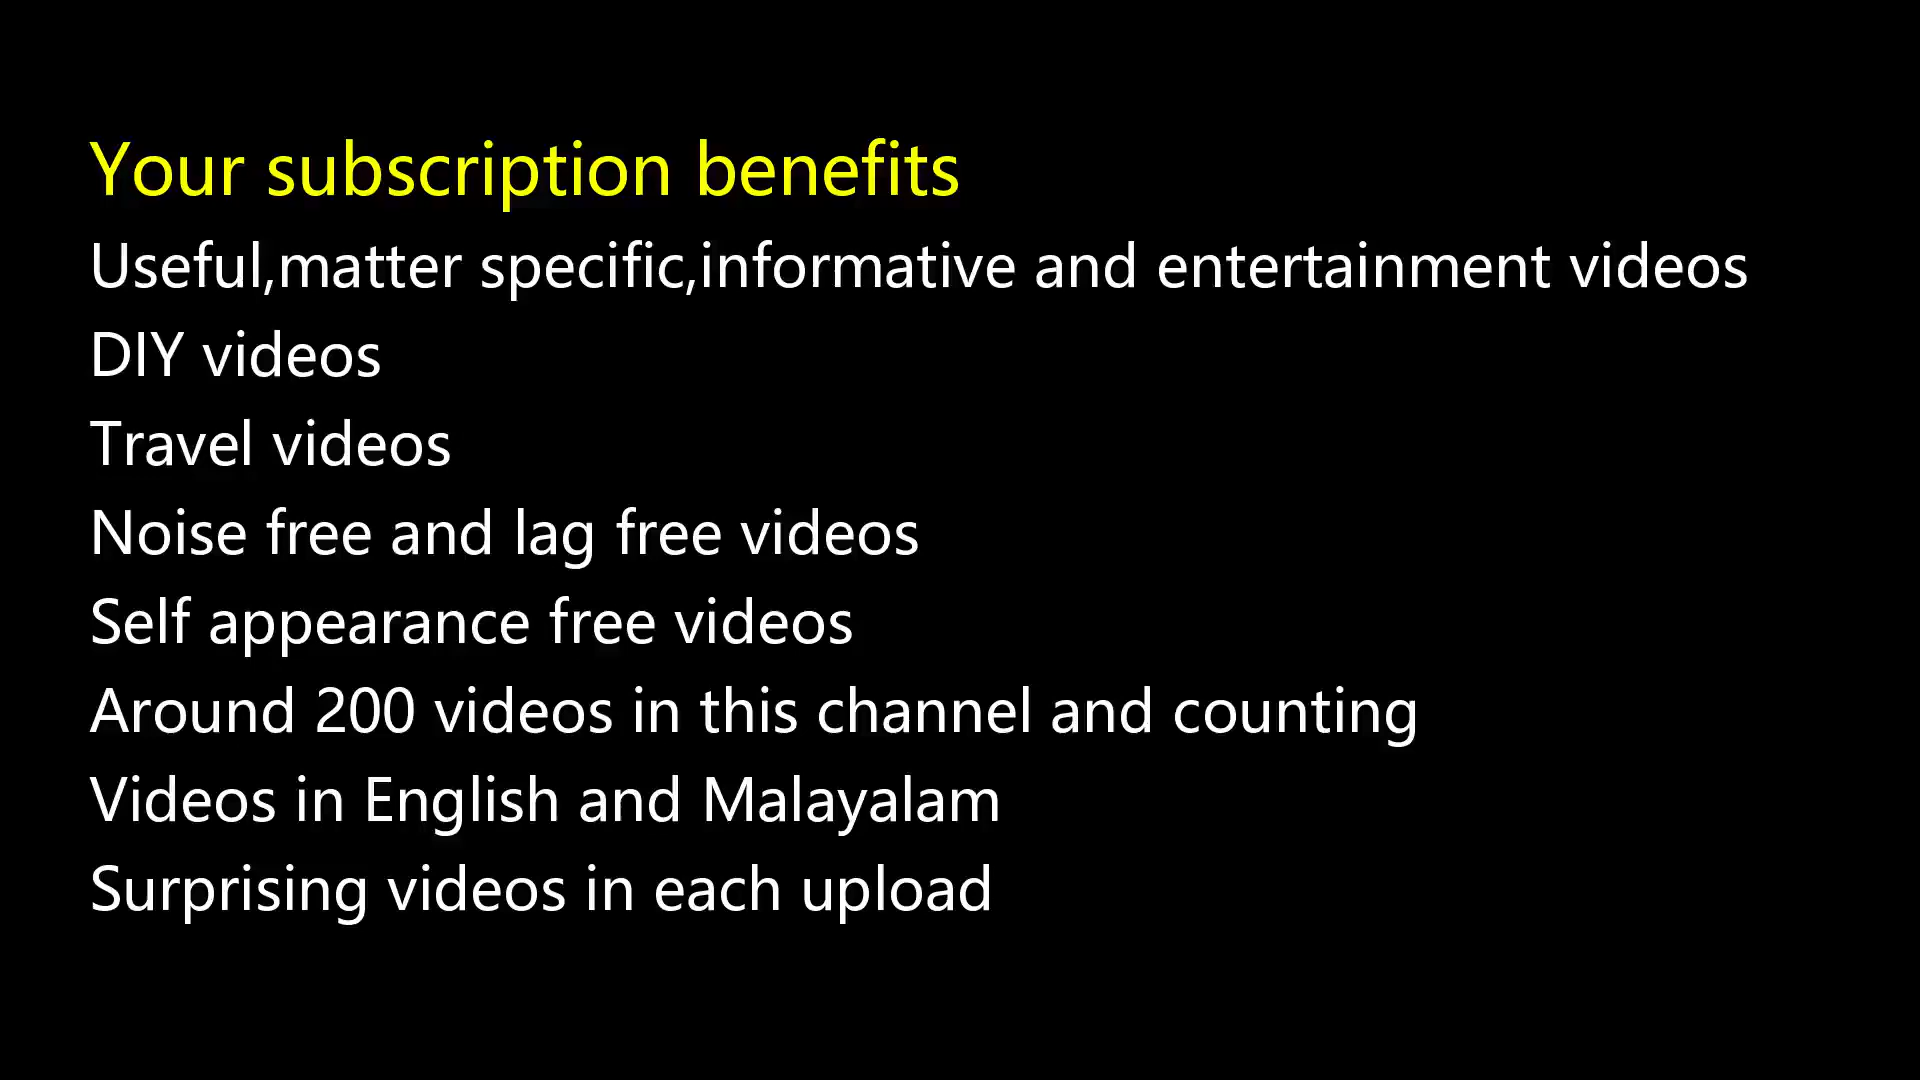 Your subscription benefits
Useful,matter specific,informative and entertainment videos
DIY videos
Travel videos
Noise free and lag free videos
Self appearance free videos
Around 200 videos in this channel and counting
Videos in English and Malayalam
Surprising videos in each upload